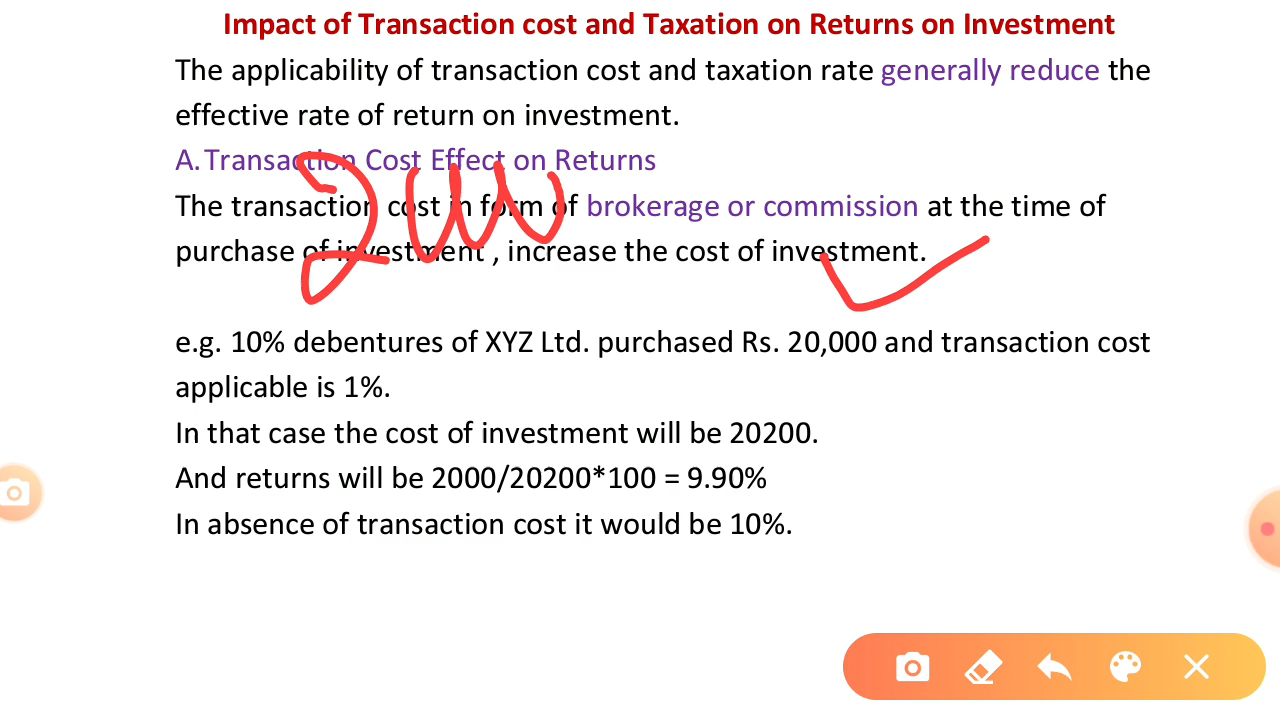 Impact of Transaction cost and Taxation on Returns on Investment
The applicability of transaction cost and taxation rate generally reduce the
effective rate of return on investment.
A. Transaction Cost Effect on Returns
2000
The transaction cost in form of brokerage or commission at the time of
purchase of investment , increase the cost of investment.
e.g. 10% debentures of XYZ Ltd. purchased Rs. 20,000 and transaction cost
applicable is 1%.
In that case the cost of investment will be 20200.
And returns will be 2000/20200*100 = 9.90%
In absence of transaction cost it would be 10%.